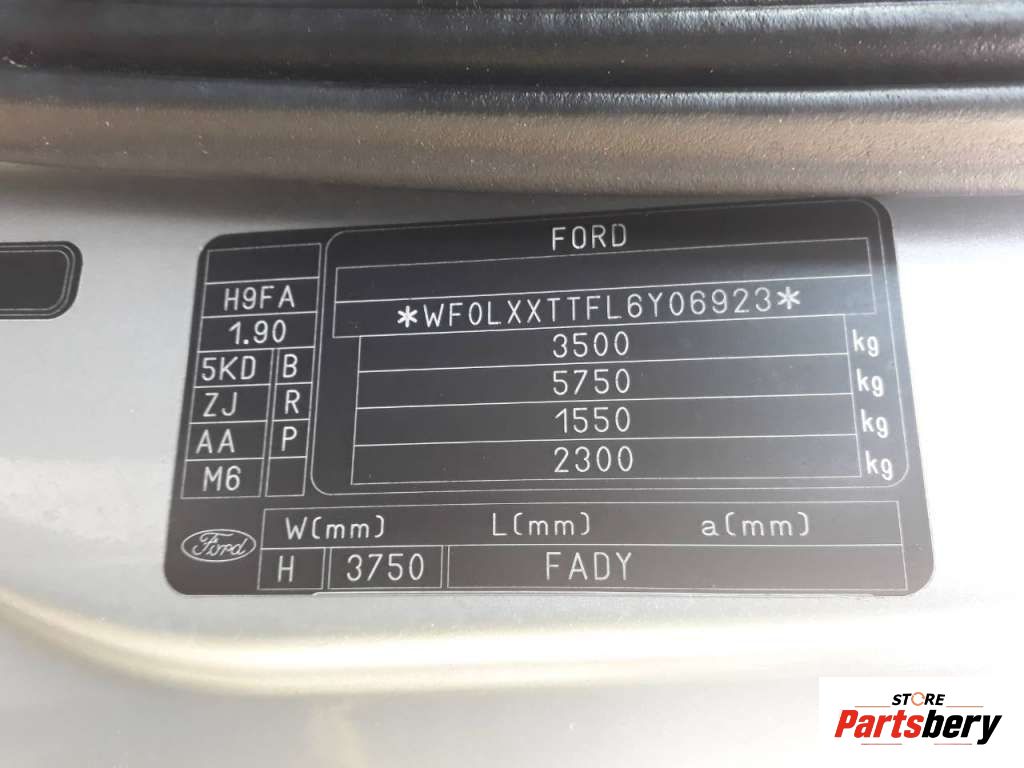 FORD
*WF0LXXTTFL6Y06923*
3500 kg
5750 kg
1550 kg
2300 kg
H9FA
1.90
5KD B
ZJ R
AA P
M6
Ford
W(mm) L(mm) a(mm)
H 3750 FADY
STORE
Partsbery